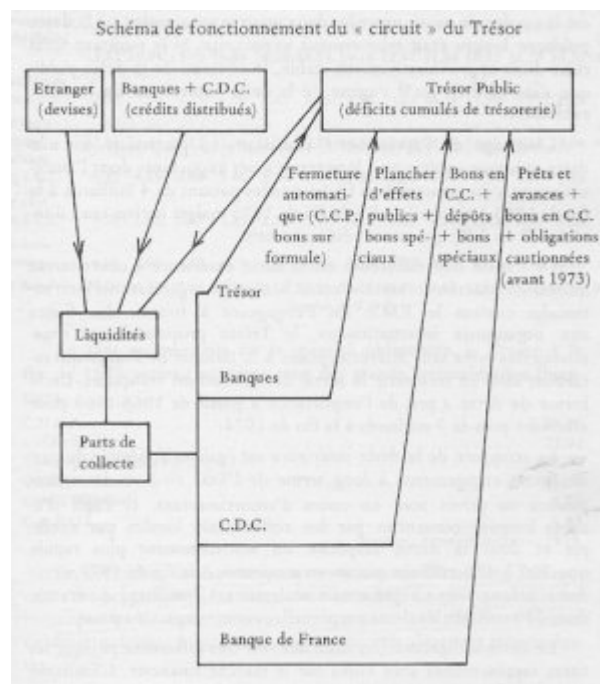 Schéma de fonctionnement du « circuit » du Trésor
Etranger
(devises)
Banques + C.D.C.
(crédits distribués)
Trésor Public
(déficits cumulés de trésorerie)
Fermeture
automati-
que (C.C.P.
bons sur
formule)
Plancher
d'effets
publics +
bons spé-
ciaux
Bons en
C.C. +
dépôts
+ bons
spéciaux
Prêts et
avances +
bons en C.C.
+ obligations
cautionnées
(avant 1973)
Trésor
Liquidités
Banques
Parts de
collecte
C.D.C.
Banque de France